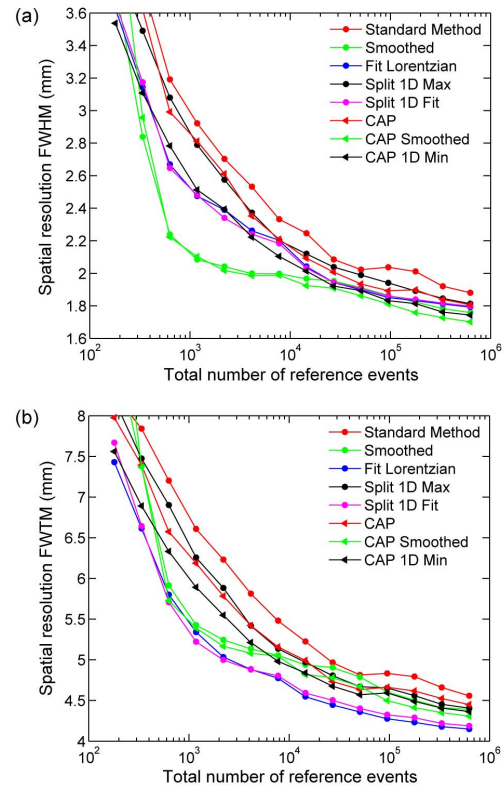 (a)
3.6
3.4
3.2
3
2.8
2.6
2.4
2.2
2
1.8
1.6
Spatial resolution FWHM (mm)
Standard Method
Smoothed
Fit Lorentzian
Split 1D Max
Split 1D Fit
CAP
CAP Smoothed
CAP 1D Min
10² 10³ 10⁴ 10⁵ 10⁶
Total number of reference events
(b)
8
7.5
7
6.5
6
5.5
5
4.5
4
Spatial resolution FWTM (mm)
Standard Method
Smoothed
Fit Lorentzian
Split 1D Max
Split 1D Fit
CAP
CAP Smoothed
CAP 1D Min
10² 10³ 10⁴ 10⁵ 10⁶
Total number of reference events